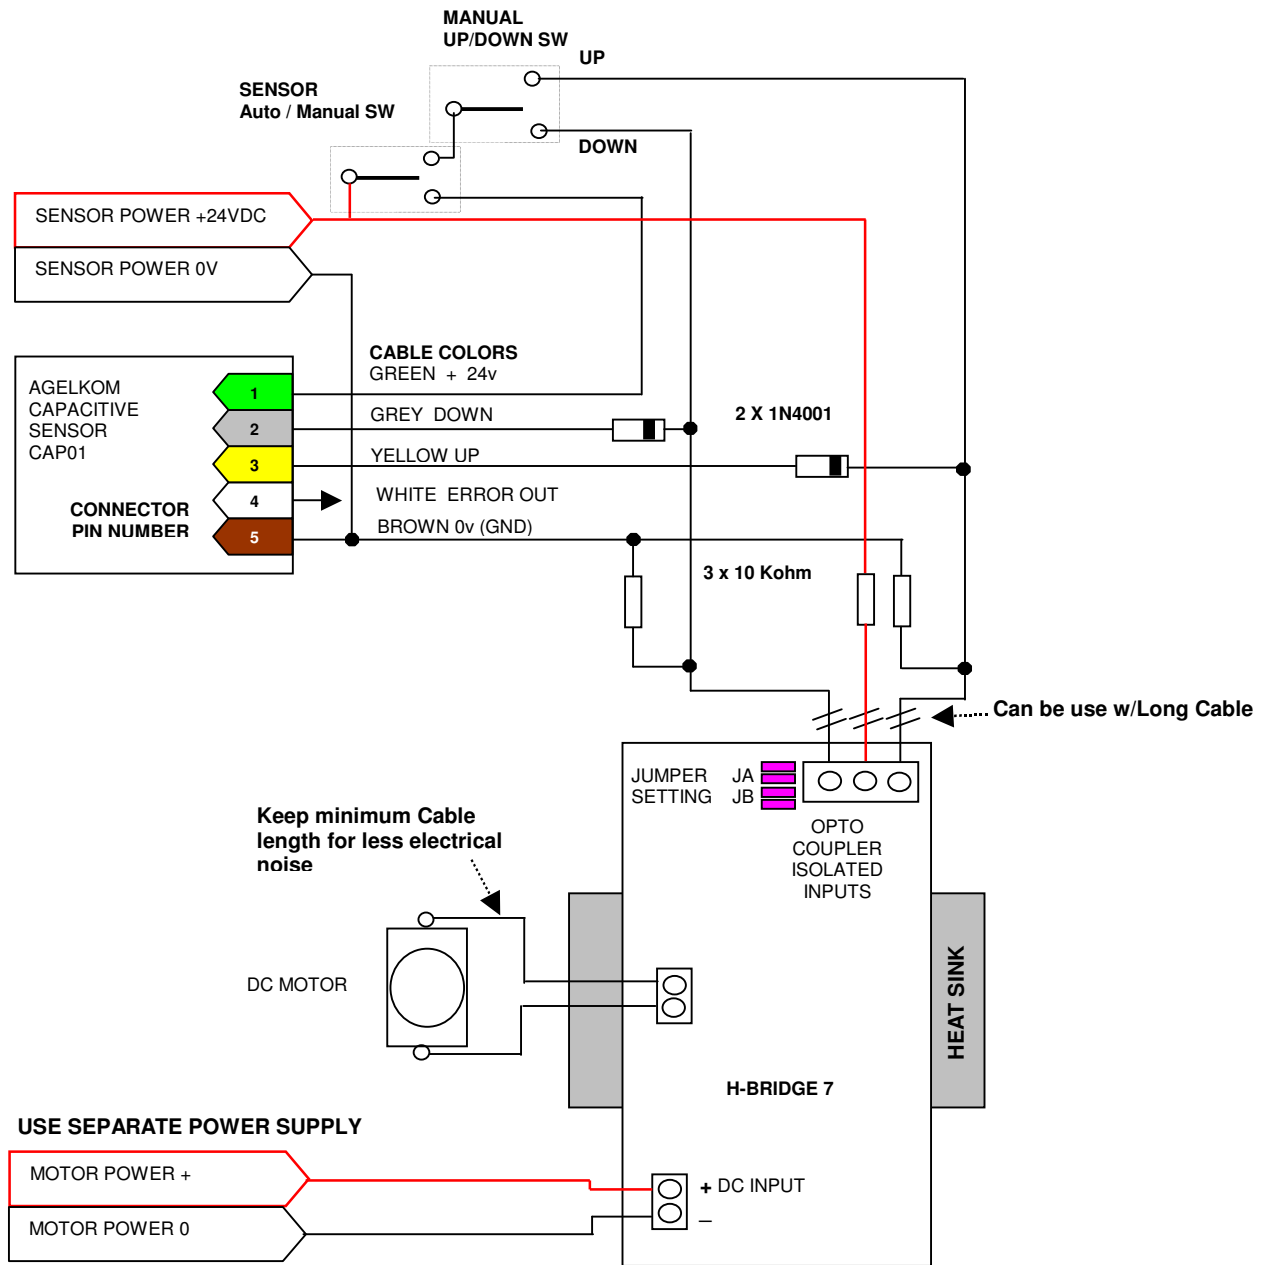 MANUAL
UP/DOWN SW
UP
SENSOR
Auto / Manual SW
DOWN
SENSOR POWER +24VDC
SENSOR POWER 0V
CABLE COLORS
GREEN + 24v
AGELKOM
CAPACITIVE
SENSOR
CAP01
1
GREY DOWN
2 X 1N4001
2
YELLOW UP
3
WHITE ERROR OUT
4
CONNECTOR
PIN NUMBER
BROWN 0v (GND)
5
3 x 10 Kohm
Can be use w/Long Cable
JUMPER JA
SETTING JB
OPTO
COUPLER
ISOLATED
INPUTS
Keep minimum Cable
length for less electrical
noise
DC MOTOR
HEAT SINK
H-BRIDGE 7
USE SEPARATE POWER SUPPLY
MOTOR POWER +
+ DC INPUT
MOTOR POWER 0
–